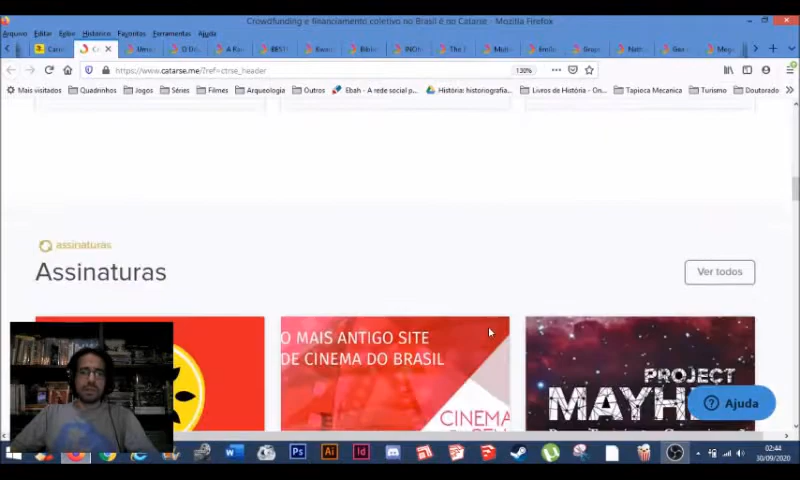 Crowdfunding e financiamento coletivo no Brasil é no Catarse - Mozilla Firefox
Arquivo Editar Exibir Histórico Favoritos Ferramentas Ajuda
https://www.catarse.me/?ref=ctrse_header
130%
Mais visitados Quadrinhos Jogos Séries Filmes Arqueologia Outros Ebah - A rede social p... História: historiografia... Livros de História - On... Tapioca Mecanica Turismo Doutorado
assinaturas
Assinaturas
Ver todos
O MAIS ANTIGO SITE
DE CINEMA DO BRASIL
CINEMA
PROJECT
MAYH
Ajuda
02:44
30/09/2020